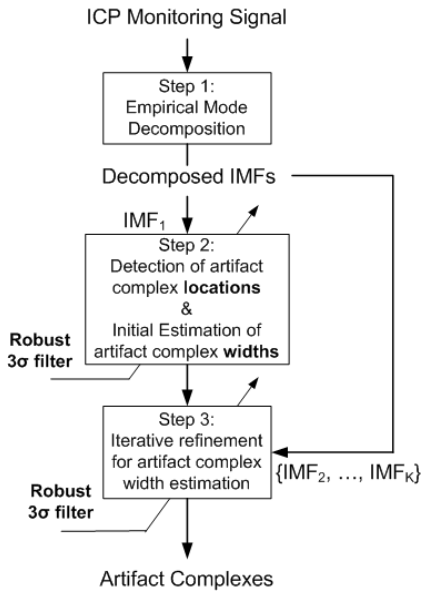 ICP Monitoring Signal
Step 1:
Empirical Mode
Decomposition
Decomposed IMFs
IMF₁
Step 2:
Detection of artifact
complex locations
&
Initial Estimation of
artifact complex widths
Robust
3σ filter
Step 3:
Iterative refinement
for artifact complex
width estimation
{IMF₂, …, IMF_K}
Robust
3σ filter
Artifact Complexes